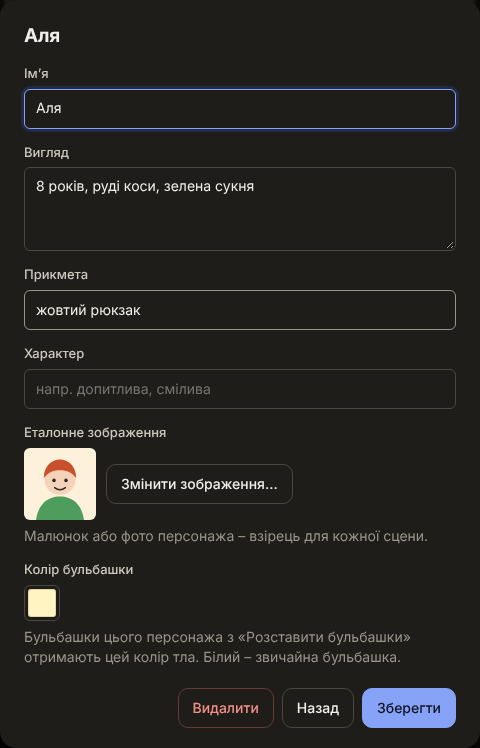 Аля
Ім’я
Аля
Вигляд
8 років, руді коси, зелена сукня
Прикмета
жовтий рюкзак
Характер
напр. допитлива, смілива
Еталонне зображення
Змінити зображення…
Малюнок або фото персонажа – взірець для кожної сцени.
Колір бульбашки
Бульбашки цього персонажа з «Розставити бульбашки»
отримають цей колір тла. Білий – звичайна бульбашка.
Видалити
Назад
Зберегти